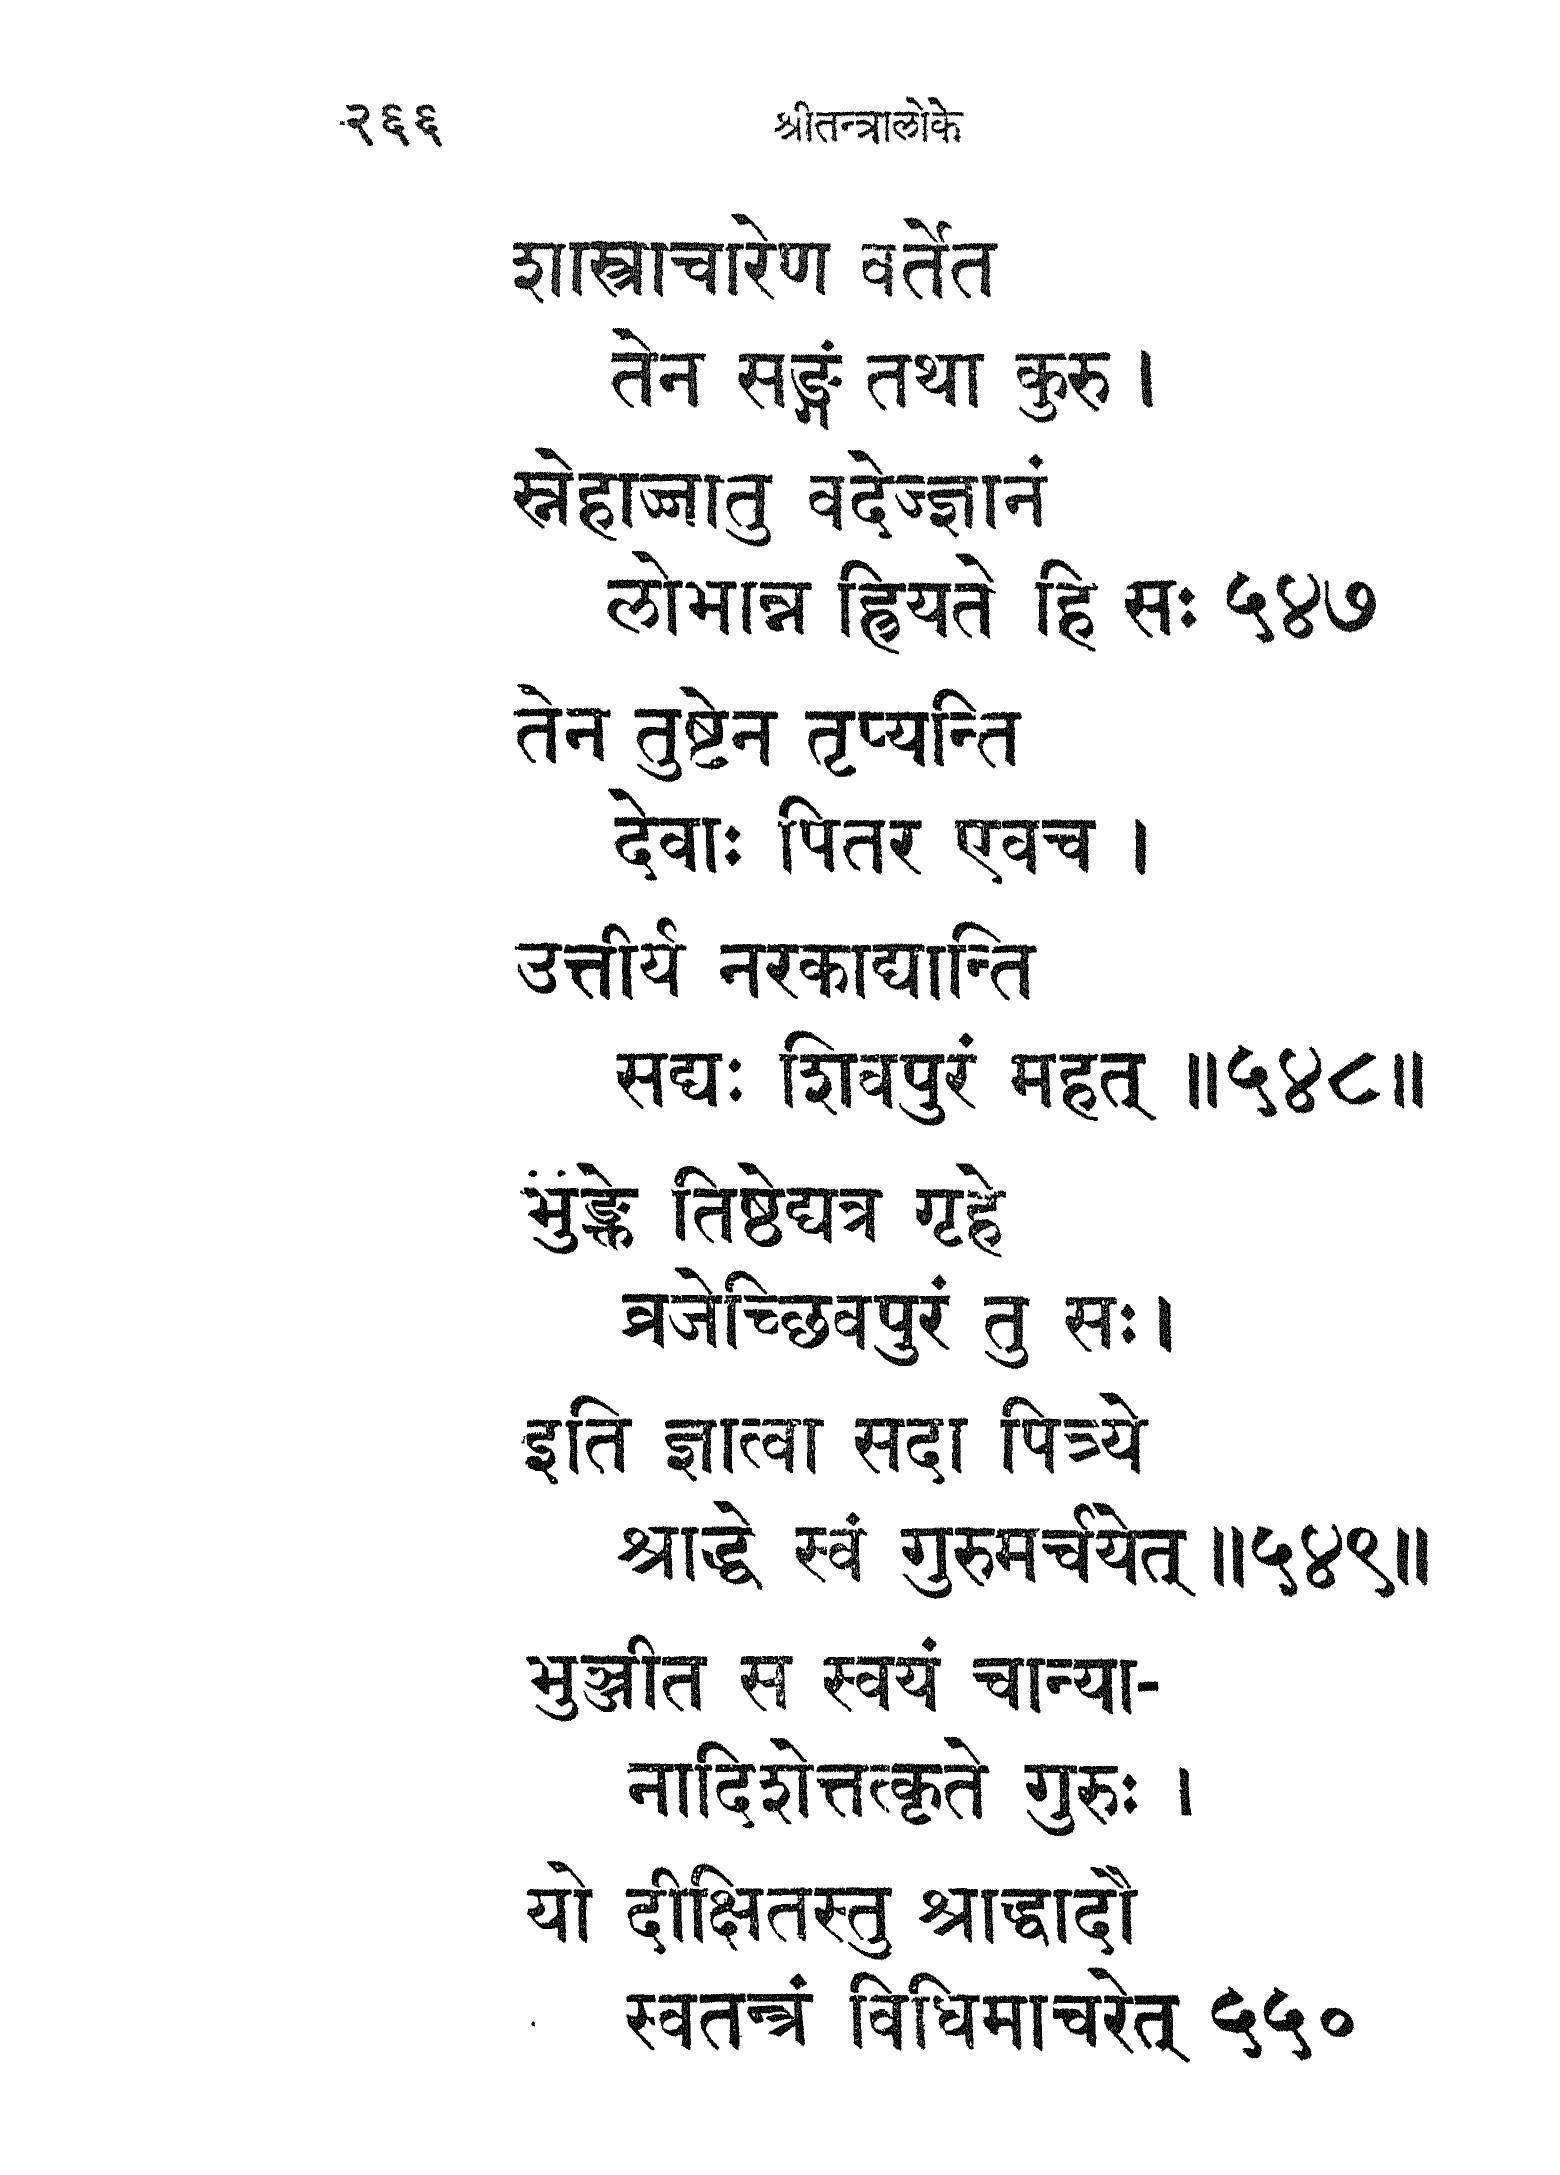 २६६ श्रीतन्त्रालोके
शास्त्राचारेण वर्तेत
तेन सङ्गं तथा कुरु ।
स्नेहाज्जातु वदेज्ज्ञानं
लोभान्न ह्रियते हि सः ५४७
तेन तुष्टेन तृप्यन्ति
देवाः पितर एवच ।
उत्तीर्य नरकाद्यान्ति
सद्यः शिवपुरं महत् ॥५४८॥
भुंङ्क्ते तिष्ठेद्यत्र गृहे
व्रजेच्छिवपुरं तु सः ।
इति ज्ञात्वा सदा पित्र्ये
श्राद्धे स्वं गुरुमर्चयेत् ॥५४९॥
भुञ्जीत स स्वयं चान्या-
नादिशेत्तत्कृते गुरुः ।
यो दीक्षितस्तु श्राद्धादौ
स्वतन्त्रं विधिमाचरेत् ५५०